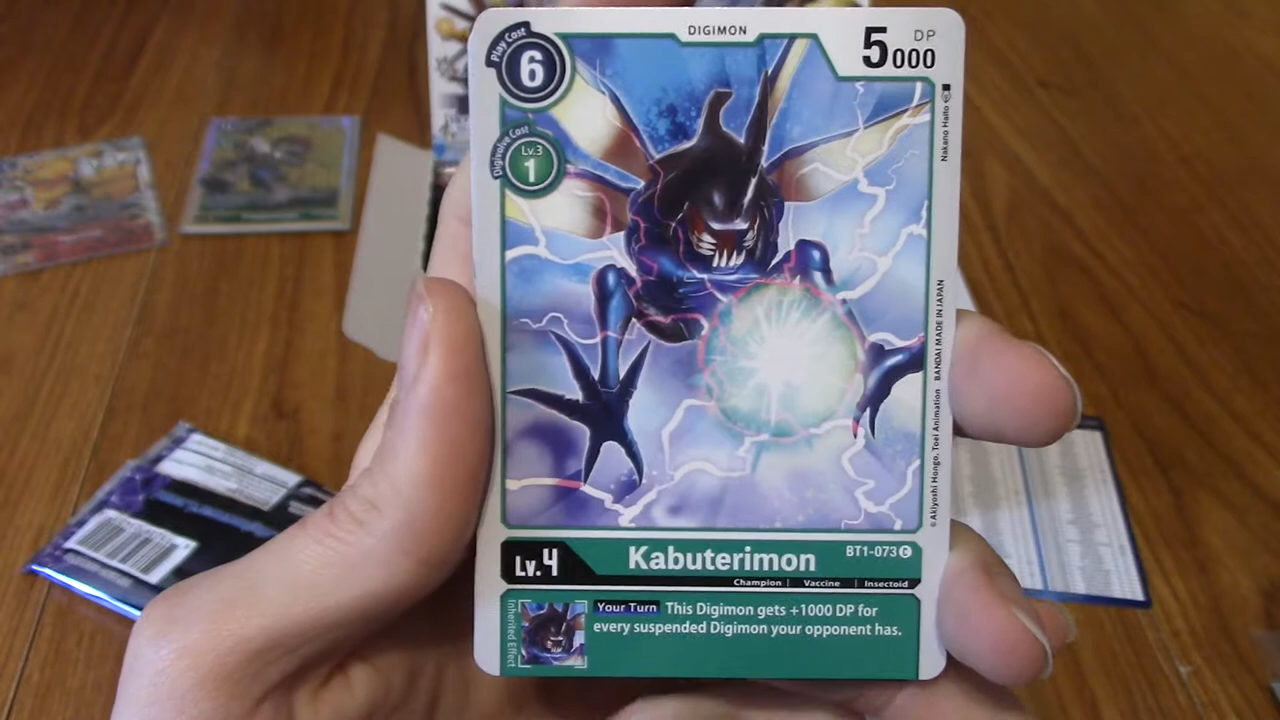 DIGIMON
Play Cost
6
5000
DP
Digivolve Cost
Lv.3
1
Nakano Haito
©Akiyoshi Hongo, Toei Animation BANDAI MADE IN JAPAN
Lv.4
Kabuterimon
BT1-073 C
Champion | Vaccine | Insectoid
Inherited Effect
Your Turn This Digimon gets +1000 DP for
every suspended Digimon your opponent has.